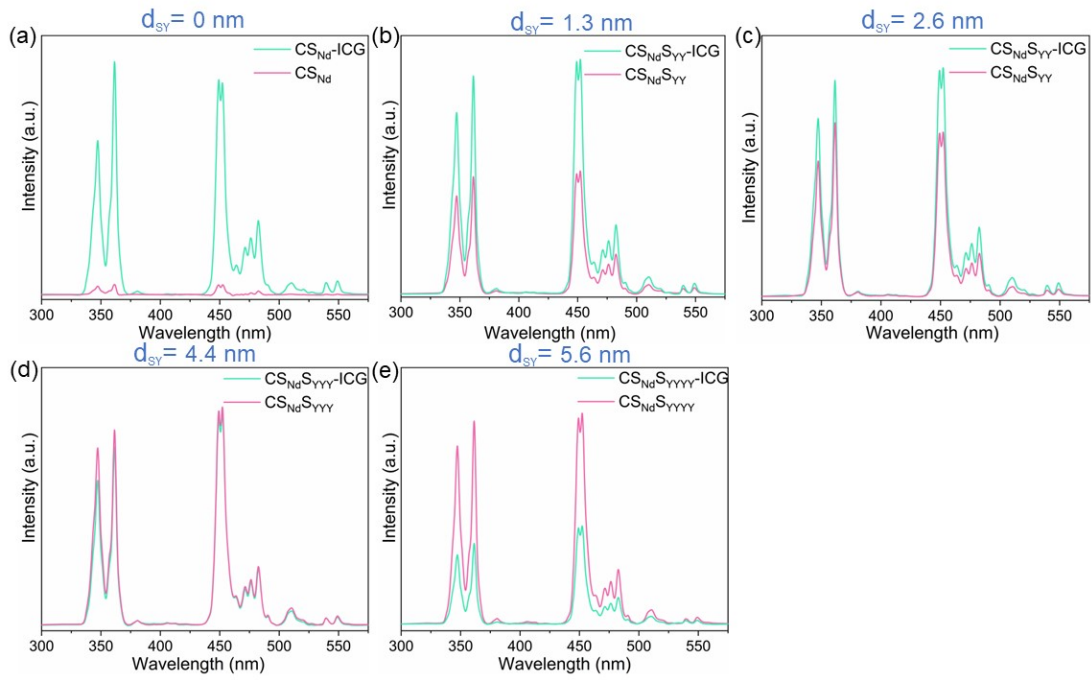 d_SY= 0 nm
(a)
CS_Nd-ICG
CS_Nd
Intensity (a.u.)
300 350 400 450 500 550
Wavelength (nm)
d_SY= 1.3 nm
(b)
CS_NdS_YY-ICG
CS_NdS_YY
Intensity (a.u.)
300 350 400 450 500 550
Wavelength (nm)
d_SY= 2.6 nm
(c)
CS_NdS_YY-ICG
CS_NdS_YY
Intensity (a.u.)
300 350 400 450 500 550
Wavelength (nm)
d_SY= 4.4 nm
(d)
CS_NdS_YYY-ICG
CS_NdS_YYY
Intensity (a.u.)
300 350 400 450 500 550
Wavelength (nm)
d_SY= 5.6 nm
(e)
CS_NdS_YYYY-ICG
CS_NdS_YYYY
Intensity (a.u.)
300 350 400 450 500 550
Wavelength (nm)